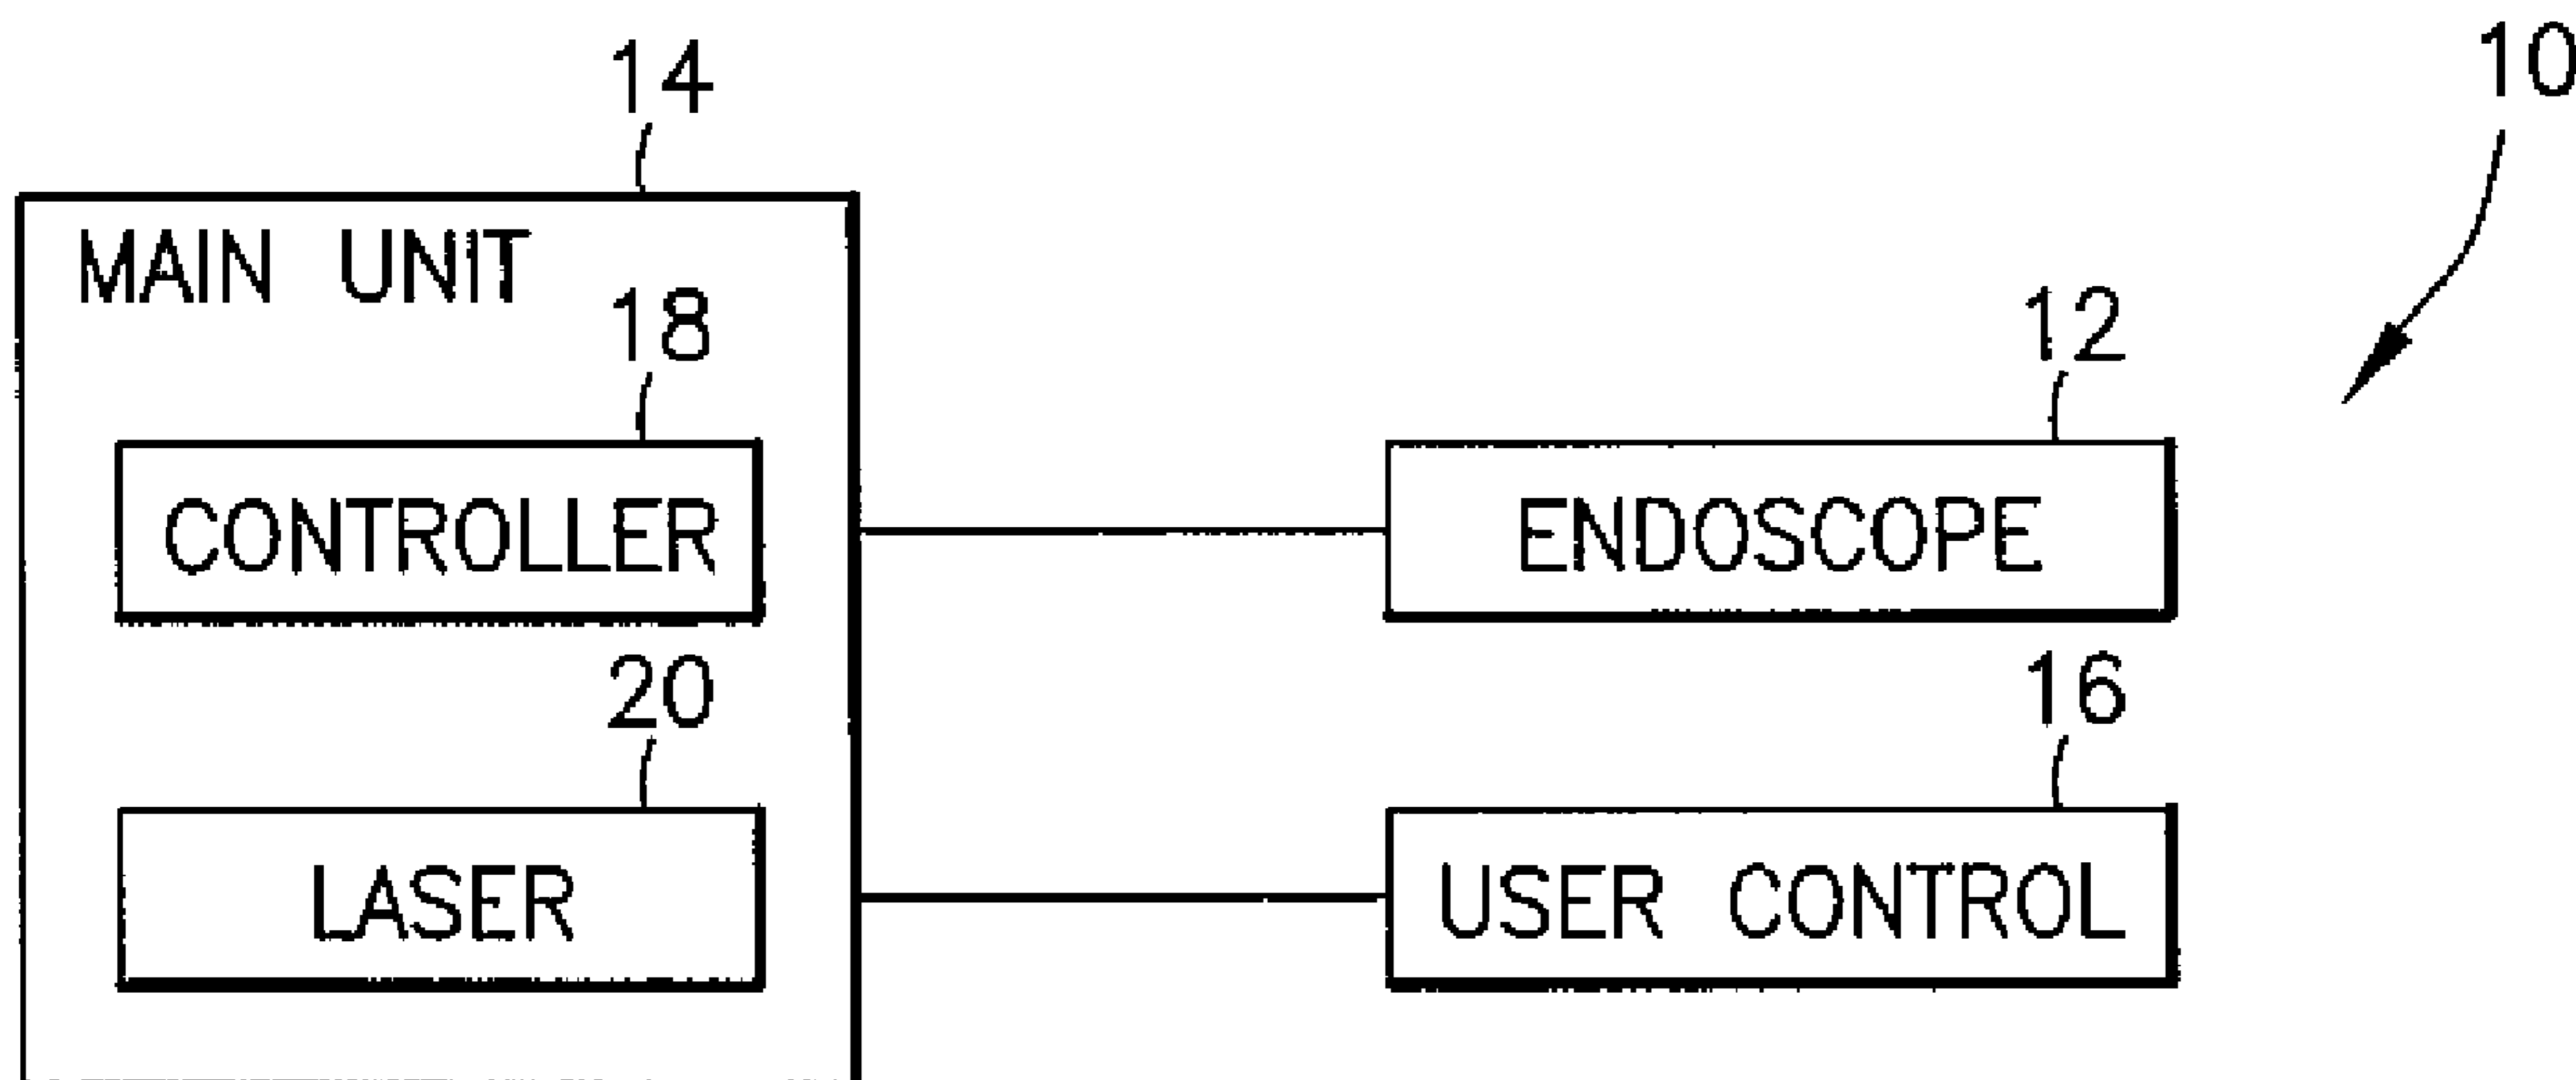 14
10
MAIN UNIT
18
12
CONTROLLER
ENDOSCOPE
20
16
LASER
USER CONTROL